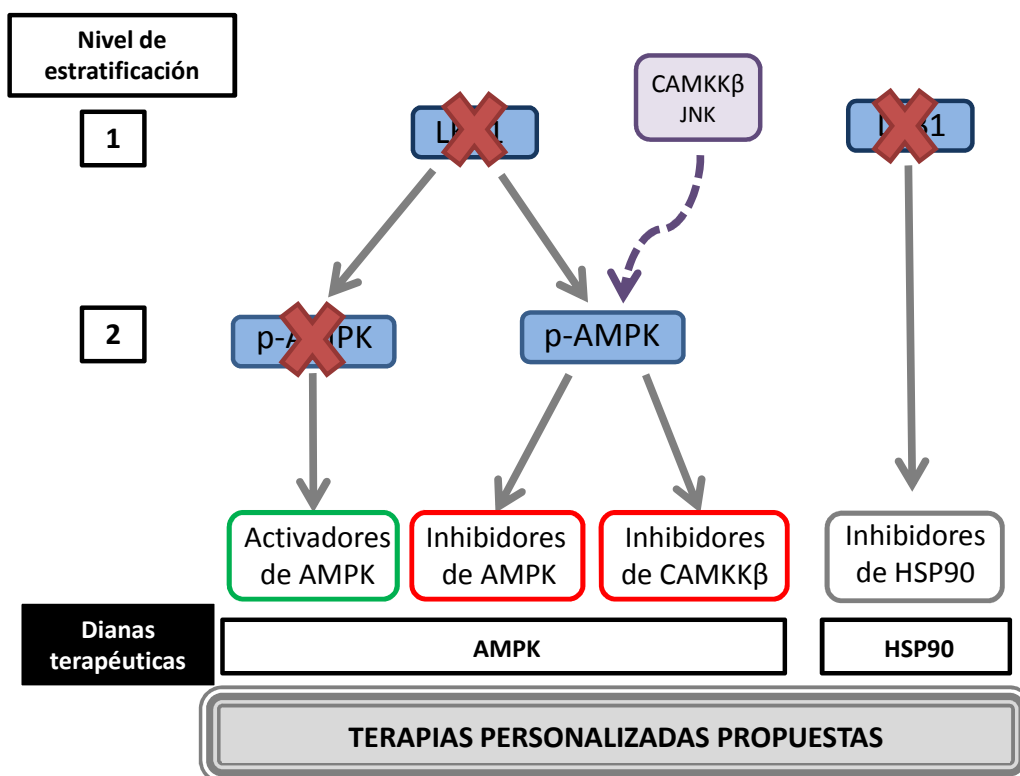 Nivel de
estratificación
CAMKKβ
JNK
1
2
p-AMPK
Activadores
de AMPK
Inhibidores
de AMPK
Inhibidores
de CAMKKβ
Inhibidores
de HSP90
Dianas
terapéuticas
AMPK
HSP90
TERAPIAS PERSONALIZADAS PROPUESTAS